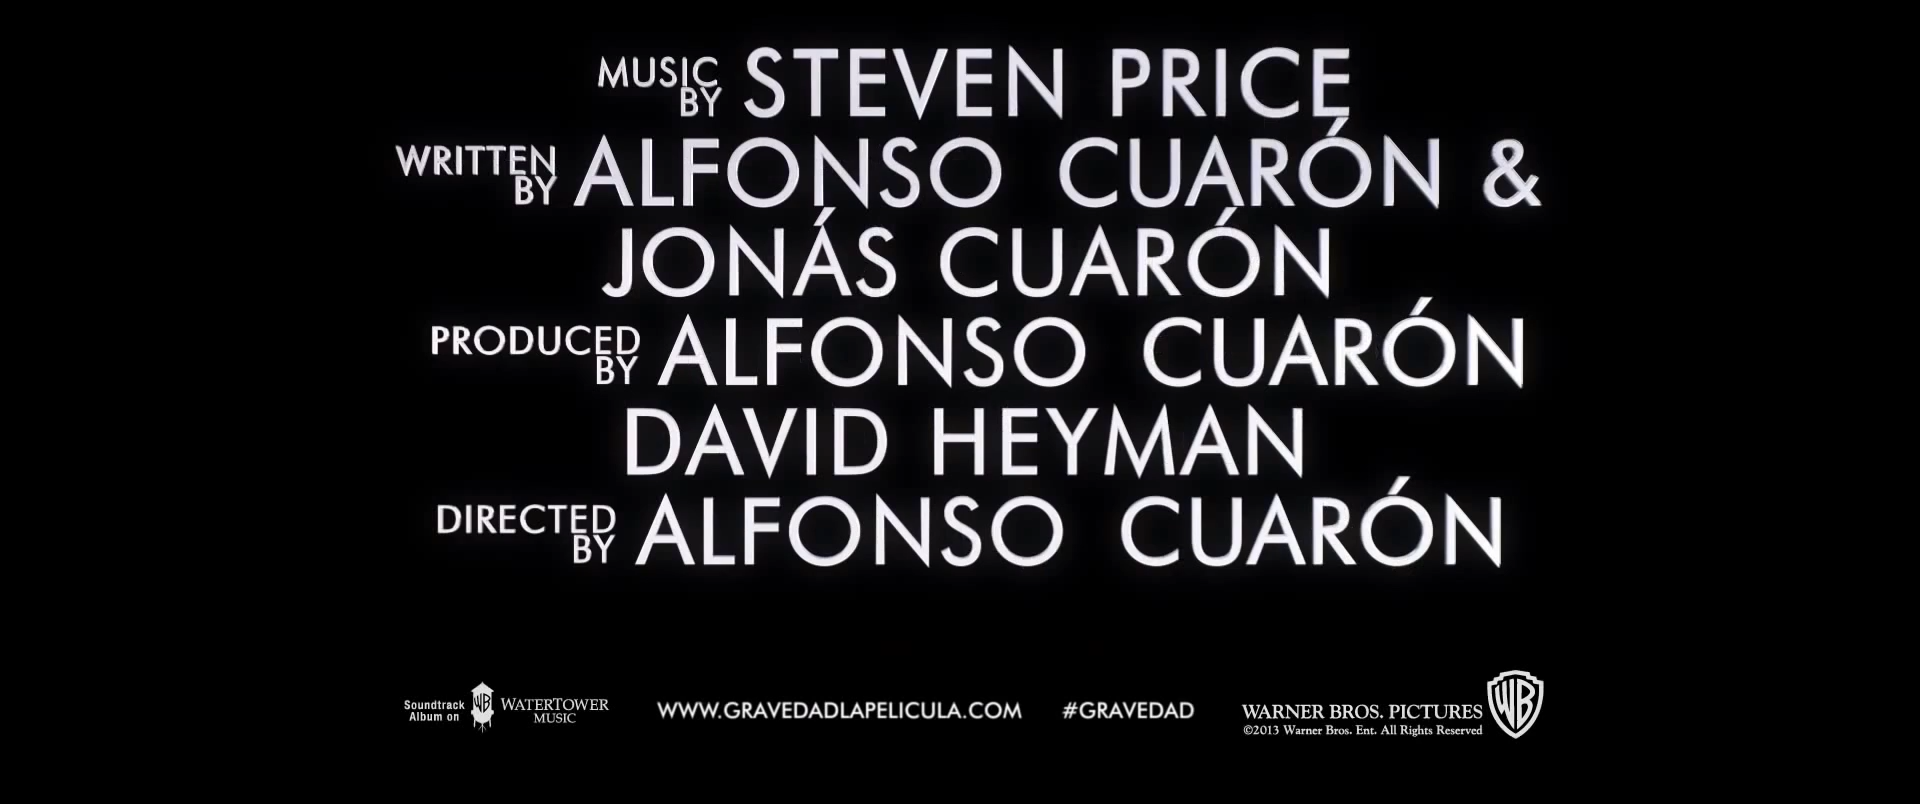 MUSIC BY STEVEN PRICE
WRITTEN BY ALFONSO CUARÓN &
JONÁS CUARÓN
PRODUCED BY ALFONSO CUARÓN
DAVID HEYMAN
DIRECTED BY ALFONSO CUARÓN
Soundtrack
Album on
WB
WATERTOWER
MUSIC
WWW.GRAVEDADLAPELICULA.COM
#GRAVEDAD
WARNER BROS. PICTURES
©2013 Warner Bros. Ent. All Rights Reserved
WB